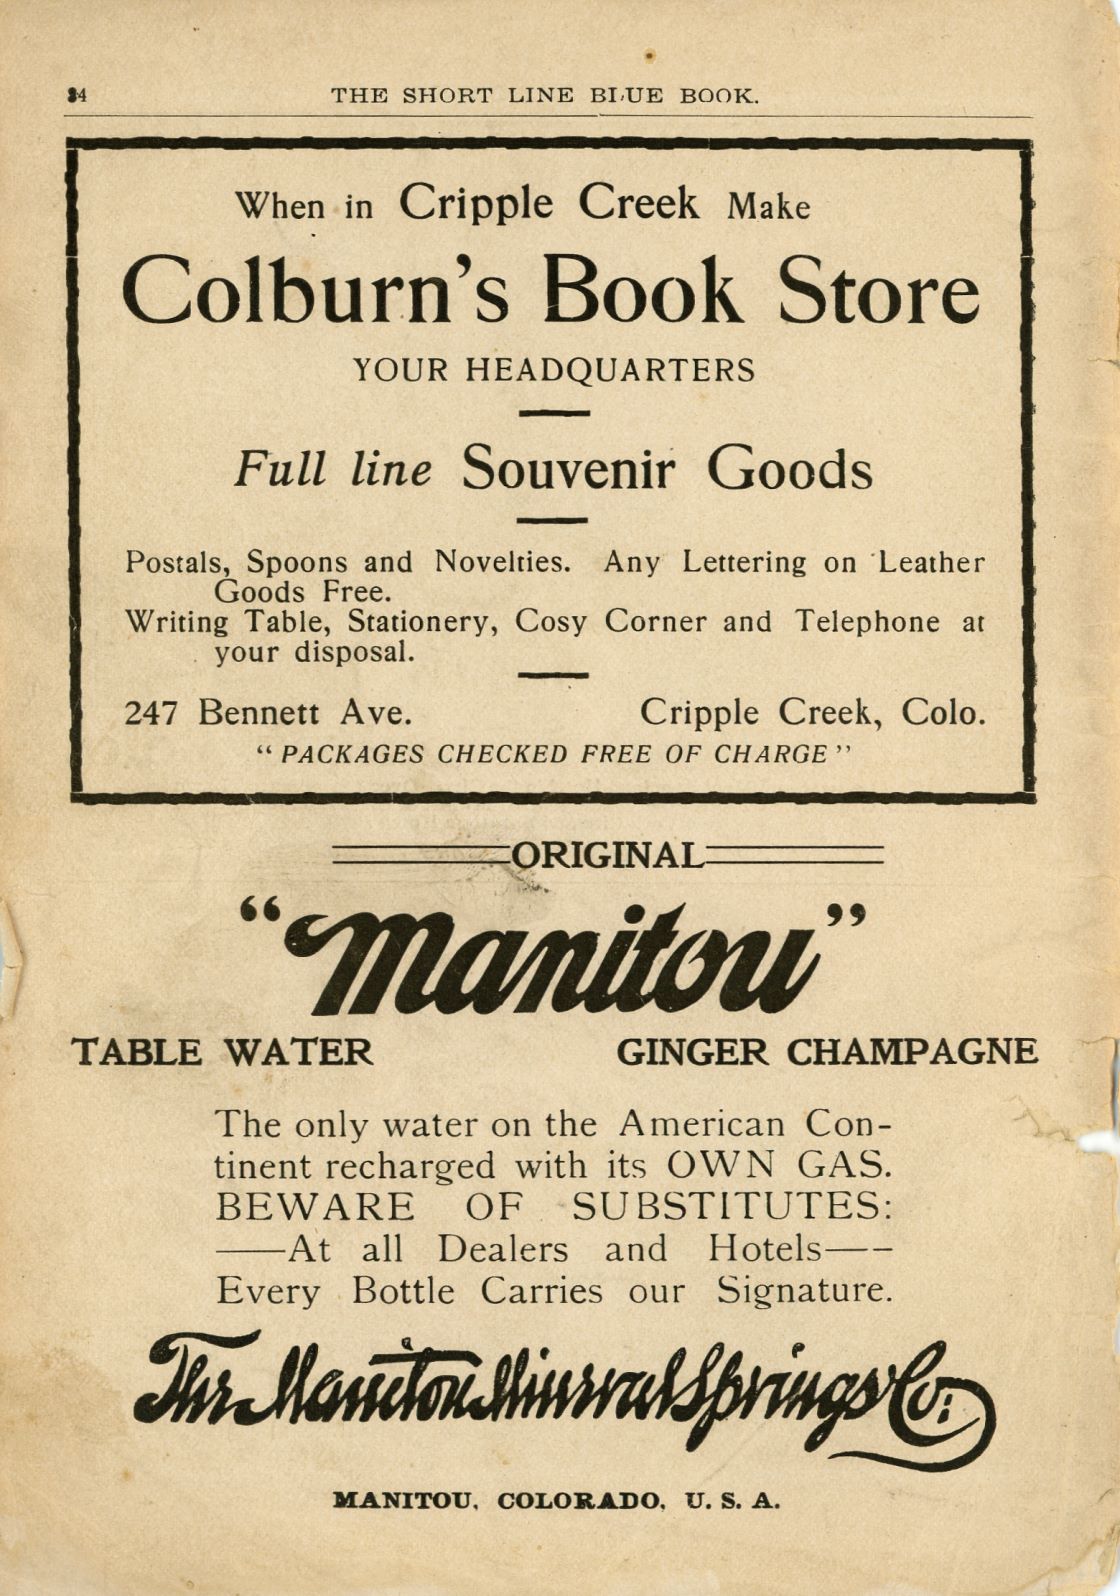 THE SHORT LINE BLUE BOOK.
When in Cripple Creek Make
Colburn's Book Store
YOUR HEADQUARTERS
Full line Souvenir Goods
Postals, Spoons and Novelties. Any Lettering on Leather
Goods Free.
Writing Table, Stationery, Cosy Corner and Telephone at
your disposal.
247 Bennett Ave. Cripple Creek, Colo.
"PACKAGES CHECKED FREE OF CHARGE"
ORIGINAL
"Manitou"
TABLE WATER GINGER CHAMPAGNE
The only water on the American Con-
tinent recharged with its OWN GAS.
BEWARE OF SUBSTITUTES:
—At all Dealers and Hotels—–
Every Bottle Carries our Signature.
The Manitou Mineral Springs Co:
MANITOU, COLORADO, U. S. A.